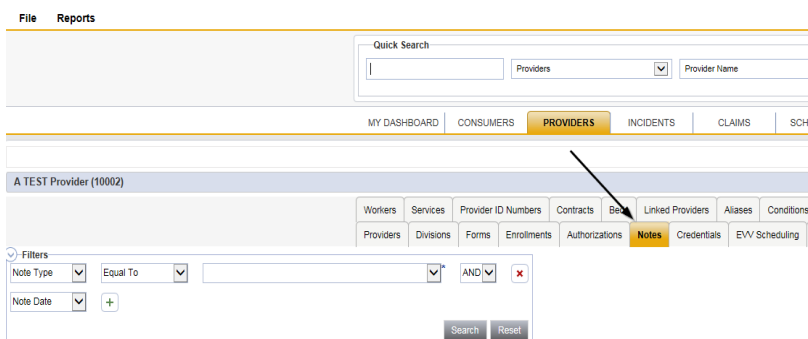 File Reports
Quick Search
Providers Provider Name
MY DASHBOARD CONSUMERS PROVIDERS INCIDENTS CLAIMS SCH
A TEST Provider (10002)
Workers Services Provider ID Numbers Contracts Linked Providers Aliases Conditions
Providers Divisions Forms Enrollments Authorizations Notes Credentials EVV Scheduling
Filters
Note Type Equal To * AND
Note Date
Search Reset